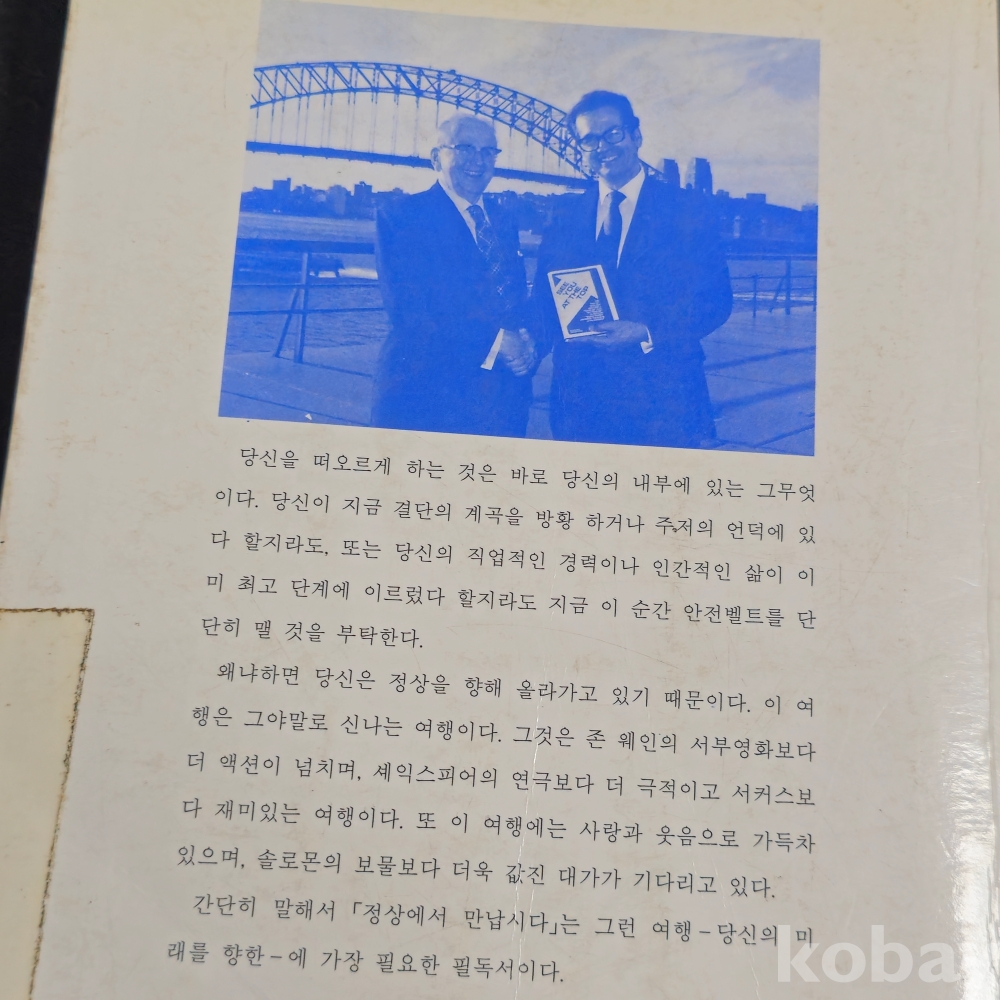 SEE
YOU
AT THE
TOP
당신을 떠오르게 하는 것은 바로 당신의 내부에 있는 그무엇
이다. 당신이 지금 결단의 계곡을 방황 하거나 주저의 언덕에 있
다 할지라도, 또는 당신의 직업적인 경력이나 인간적인 삶이 이
미 최고 단계에 이르렀다 할지라도 지금 이 순간 안전벨트를 단
단히 맬 것을 부탁한다.
왜냐하면 당신은 정상을 향해 올라가고 있기 때문이다. 이 여
행은 그야말로 신나는 여행이다. 그것은 존 웨인의 서부영화보다
더 액션이 넘치며, 셰익스피어의 연극보다 더 극적이고 서커스보
다 재미있는 여행이다. 또 이 여행에는 사랑과 웃음으로 가득차
있으며, 솔로몬의 보물보다 더욱 값진 대가가 기다리고 있다.
간단히 말해서 「정상에서 만납시다」는 그런 여행-당신의 미
래를 향한-에 가장 필요한 필독서이다.
kobay